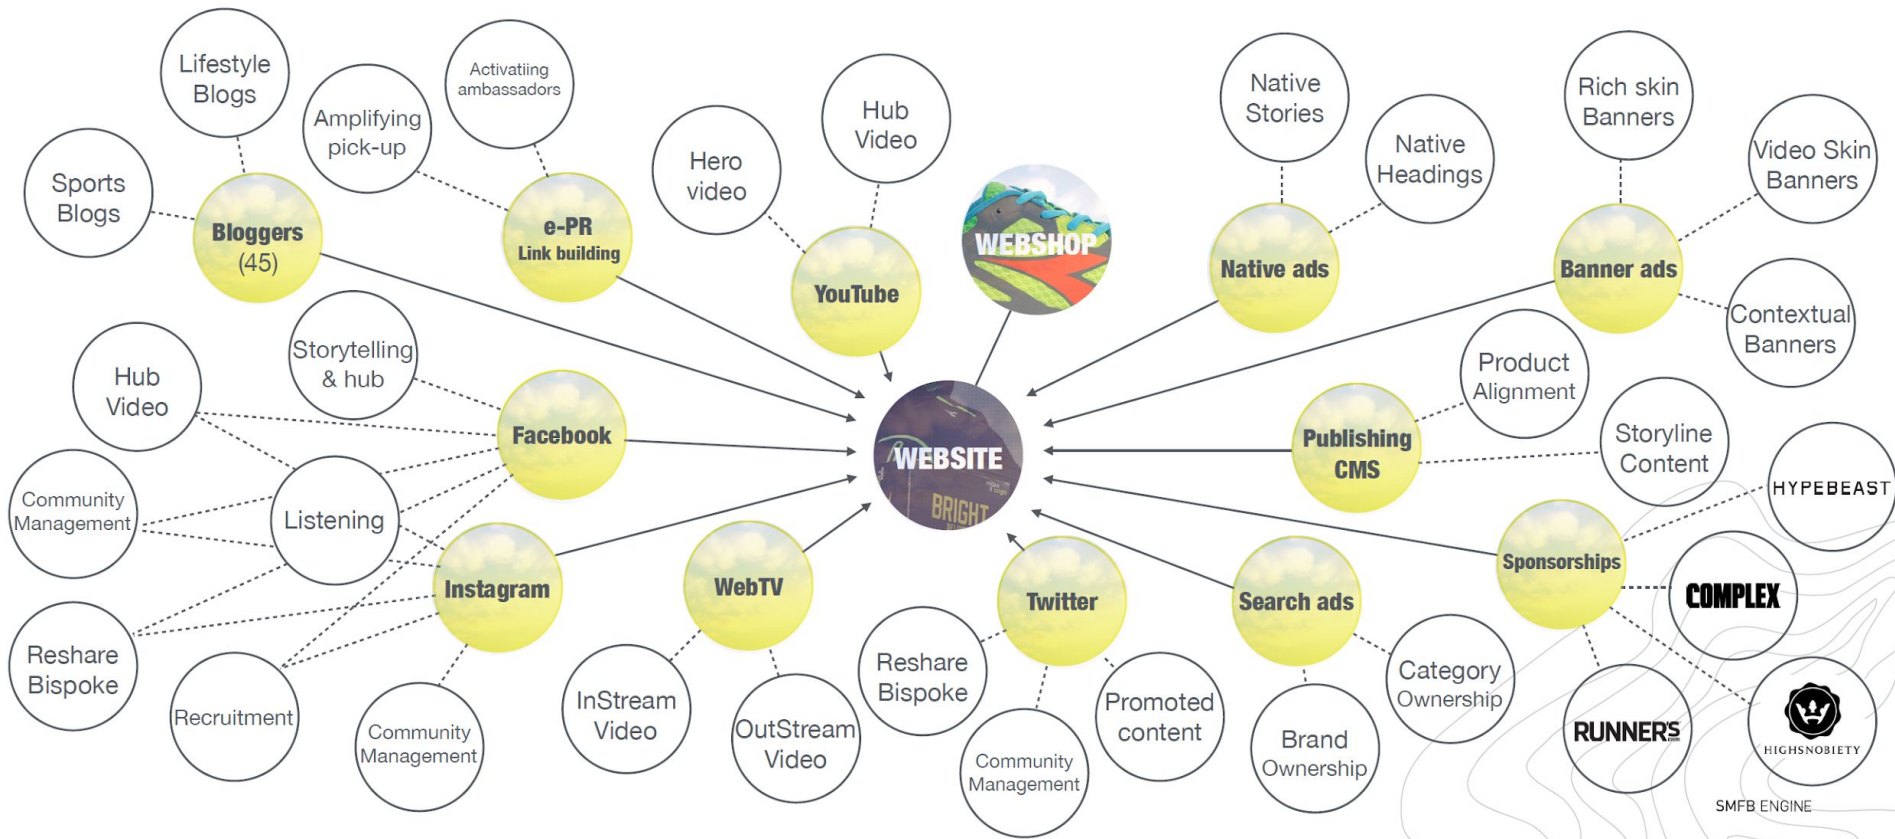 Lifestyle
Blogs
Activatiing
ambassadors
Amplifying
pick-up
Sports
Blogs
Bloggers
(45)
e-PR
Link building
Hero
video
Hub
Video
YouTube
WEBSHOP
Native
Stories
Native
Headings
Native ads
Rich skin
Banners
Video Skin
Banners
Banner ads
Contextual
Banners
Hub
Video
Storytelling
& hub
Facebook
Community
Management
Listening
Reshare
Bispoke
Recruitment
Instagram
Community
Management
WEBSITE
BRIGHT
WebTV
InStream
Video
OutStream
Video
Twitter
Reshare
Bispoke
Community
Management
Promoted
content
Search ads
Category
Ownership
Brand
Ownership
Publishing
CMS
Product
Alignment
Storyline
Content
Sponsorships
HYPEBEAST
COMPLEX
RUNNER'S
HIGHSNOBIETY
SMFB ENGINE